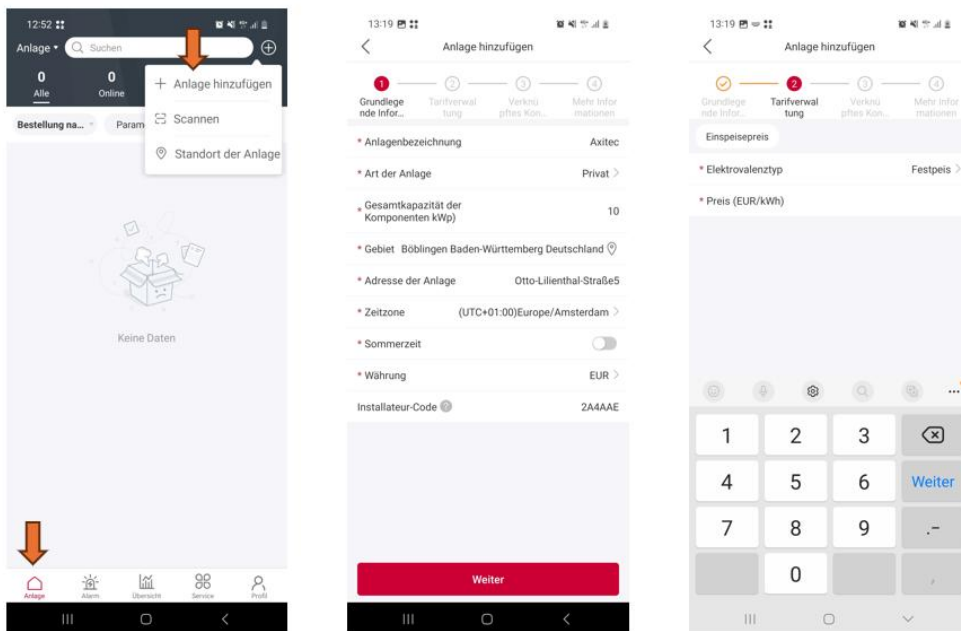 12:52
Anlage
Suchen
0
Alle
0
Online
Anlage hinzufügen
Scannen
Standort der Anlage
Bestellung na...
Param
Keine Daten
Anlage
Alarm
Übersicht
Service
Profil
13:19
Anlage hinzufügen
1
2
3
4
Grundlege
nde Infor...
Tarifverwal
tung
Verknü
pftes Kon...
Mehr Infor
mationen
* Anlagenbezeichnung Axitec
* Art der Anlage Privat
* Gesamtkapazität der
Komponenten kWp) 10
* Gebiet Böblingen Baden-Württemberg Deutschland
* Adresse der Anlage Otto-Lilienthal-Straße5
* Zeitzone (UTC+01:00)Europe/Amsterdam
* Sommerzeit
* Währung EUR
Installateur-Code 2A4AAE
Weiter
13:19
Anlage hinzufügen
2
3
4
Grundlege
nde Infor...
Tarifverwal
tung
Verknü
pftes Kon...
Mehr Infor
mationen
Einspeisepreis
* Elektrovalenztyp Festpeis
* Preis (EUR/kWh)
1 2 3
4 5 6 Weiter
7 8 9 .-
0 ,